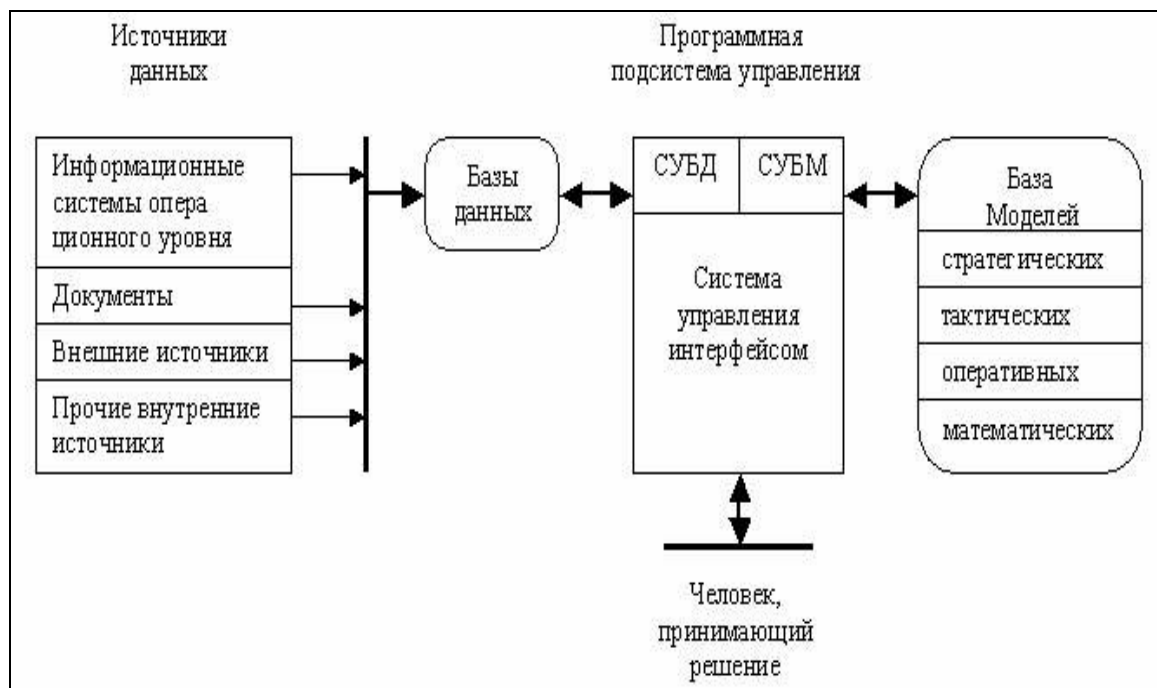 Источники
данных
Программная
подсистема управления
Информационные
системы опера
ционного уровня
Документы
Внешние источники
Прочие внутренние
источники
Базы
данных
СУБД
СУБМ
Система
управления
интерфейсом
База
Моделей
стратегических
тактических
оперативных
математических
Человек,
принимающий
решение